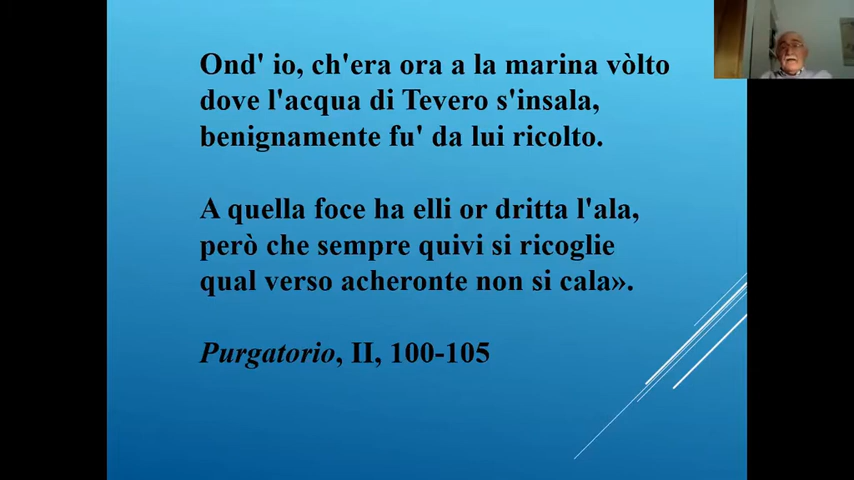 Ond' io, ch'era ora a la marina vòlto
dove l'acqua di Tevero s'insala,
benignamente fu' da lui ricolto.
A quella foce ha elli or dritta l'ala,
però che sempre quivi si ricoglie
qual verso acheronte non si cala».
Purgatorio, II, 100-105